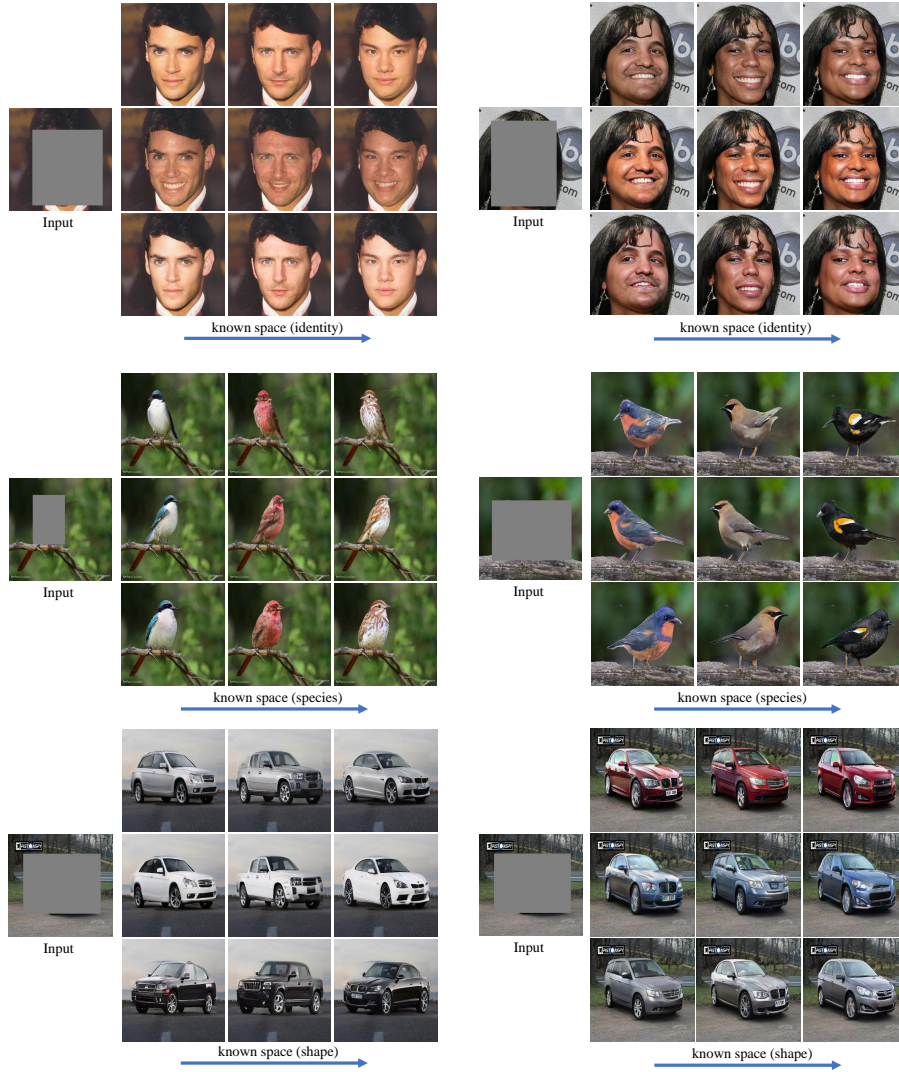 Input
known space (identity)
Input
known space (identity)
Input
known space (species)
Input
known space (species)
Input
known space (shape)
Input
known space (shape)